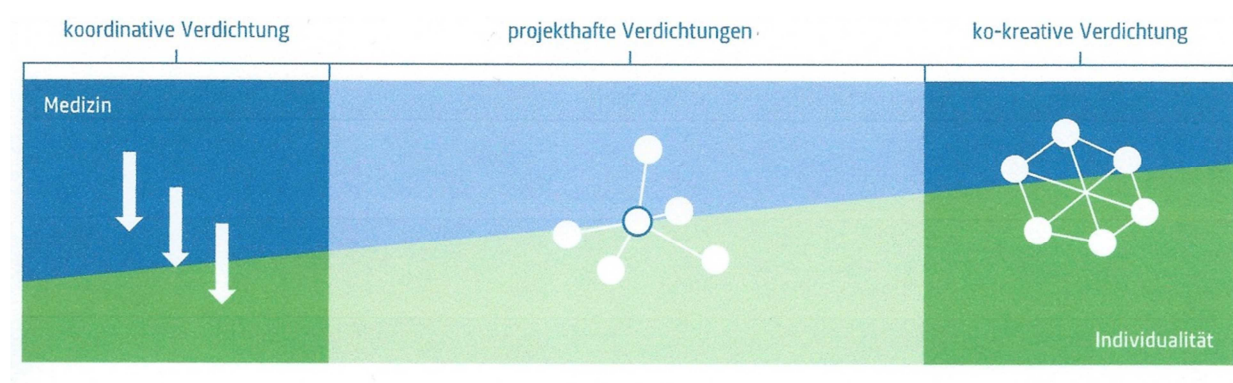 koordinative Verdichtung
projekthafte Verdichtungen
ko-kreative Verdichtung
Medizin
Individualität